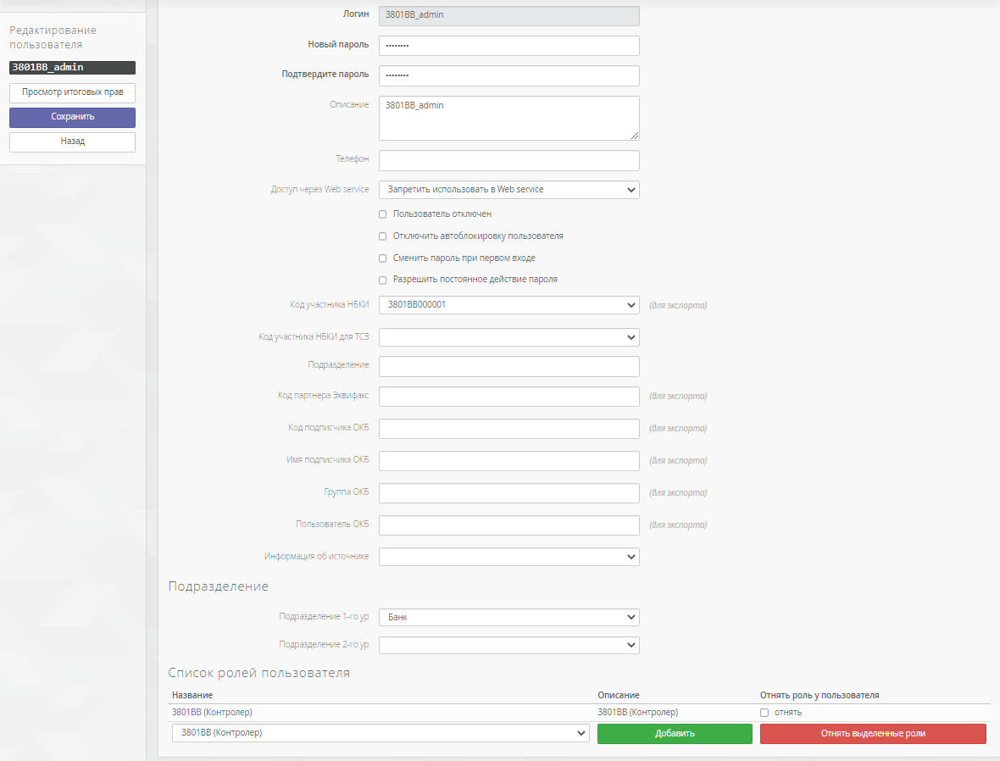 Редактирование
пользователя
3801BB_admin
Просмотр итоговых прав
Сохранить
Назад
Логин 3801BB_admin
Новый пароль ••••••••
Подтвердите пароль ••••••••
Описание 3801BB_admin
Телефон
Доступ через Web service Запретить использовать в Web service
Пользователь отключен
Отключить автоблокировку пользователя
Сменить пароль при первом входе
Разрешить постоянное действие пароля
Код участника НБКИ 3801BB000001 (для экспорта)
Код участника НБКИ для ТСЗ
Подразделение
Код партнера Эквифакс (для экспорта)
Код подписчика ОКБ (для экспорта)
Имя подписчика ОКБ (для экспорта)
Группа ОКБ (для экспорта)
Пользователь ОКБ (для экспорта)
Информация об источнике
Подразделение
Подразделение 1-го ур Банк
Подразделение 2-го ур
Список ролей пользователя
Название Описание Отнять роль у пользователя
3801BB (Контролер) 3801BB (Контролер) отнять
3801BB (Контролер) Добавить Отнять выделенные роли